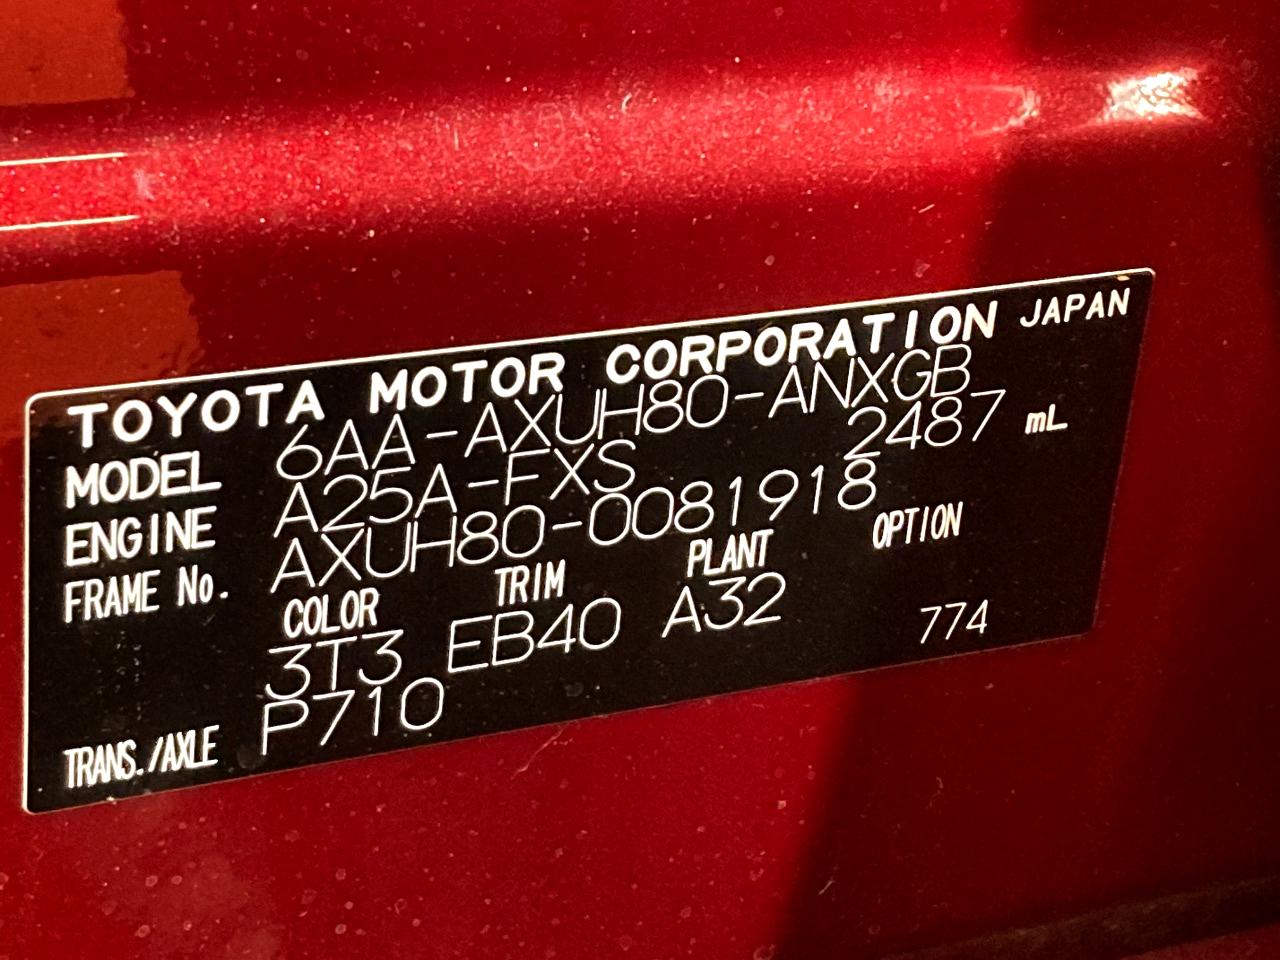 TOYOTA MOTOR CORPORATION JAPAN
MODEL 6AA-AXUH80-ANXGB
ENGINE A25A-FXS 2487 mL
FRAME No. AXUH80-0081918
COLOR TRIM PLANT OPTION
3T3 EB40 A32 774
TRANS./AXLE P710